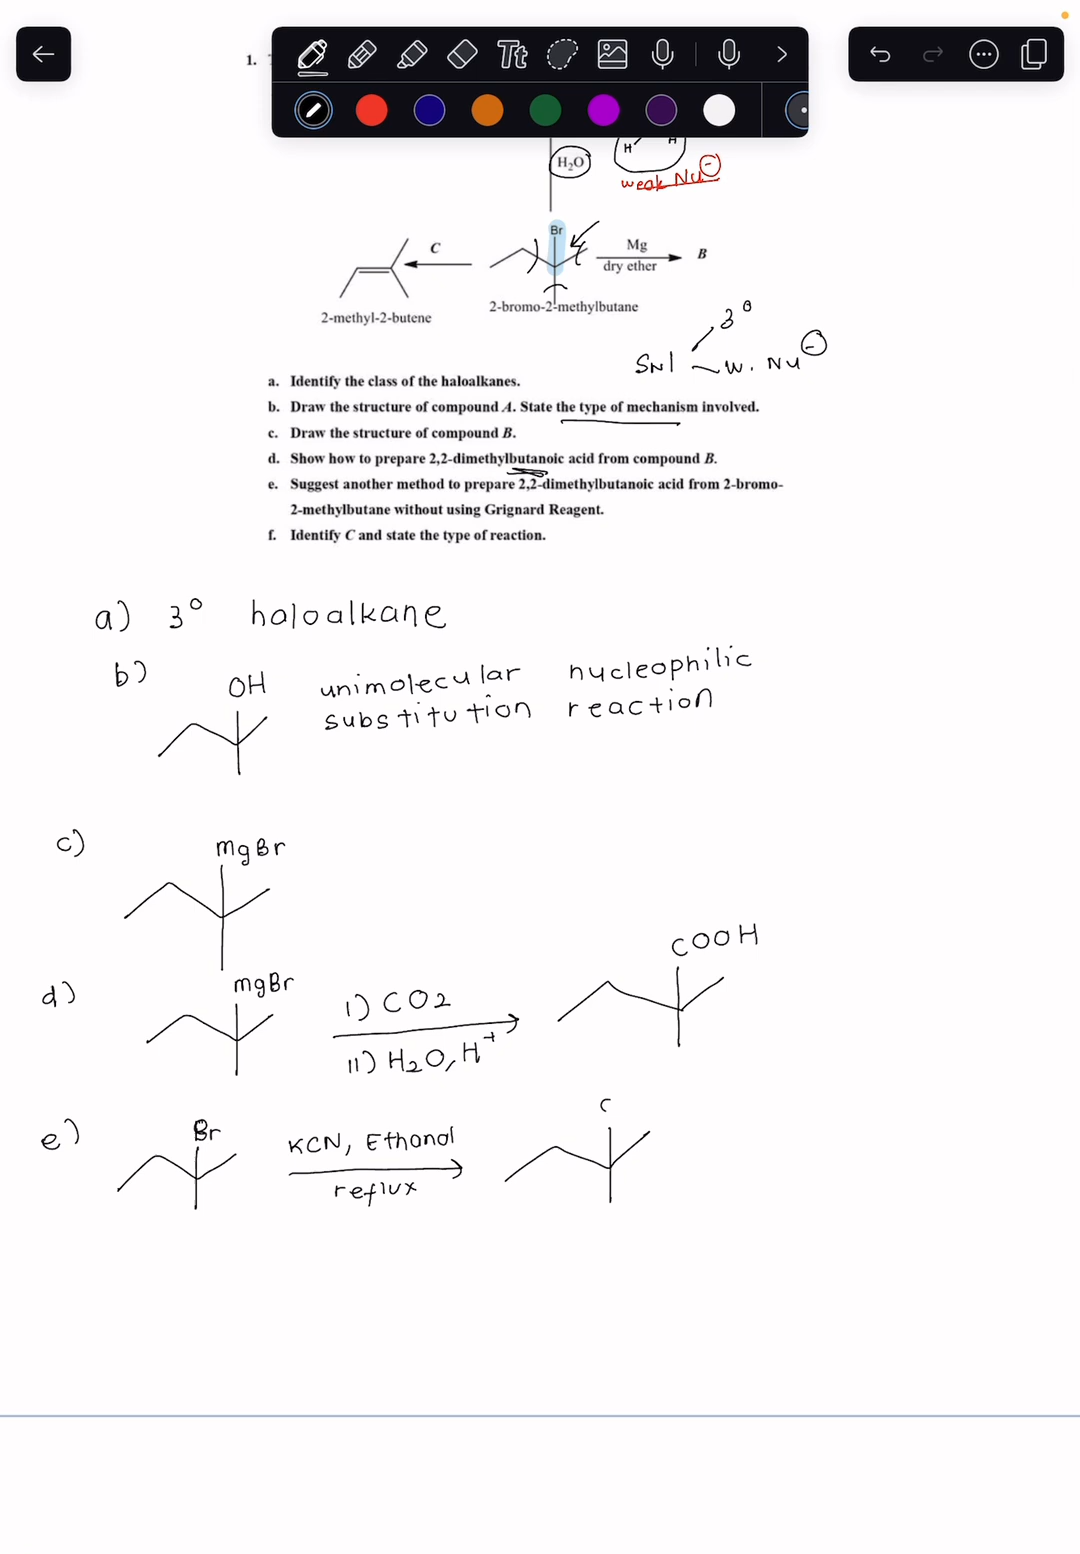 1.
Tt
H₂O
H H
weak Nu⊖
Br
C
Mg
dry ether
B
2-methyl-2-butene
2-bromo-2-methylbutane
3°
SN1
w. Nu⊖
a. Identify the class of the haloalkanes.
b. Draw the structure of compound A. State the type of mechanism involved.
c. Draw the structure of compound B.
d. Show how to prepare 2,2-dimethylbutanoic acid from compound B.
e. Suggest another method to prepare 2,2-dimethylbutanoic acid from 2-bromo-
2-methylbutane without using Grignard Reagent.
f. Identify C and state the type of reaction.
a) 3° haloalkane
b)
OH
unimolecular nucleophilic
substitution reaction
c)
MgBr
d)
MgBr
I) CO2
II) H₂O, H⁺
COOH
e)
Br
KCN, Ethanol
reflux
C